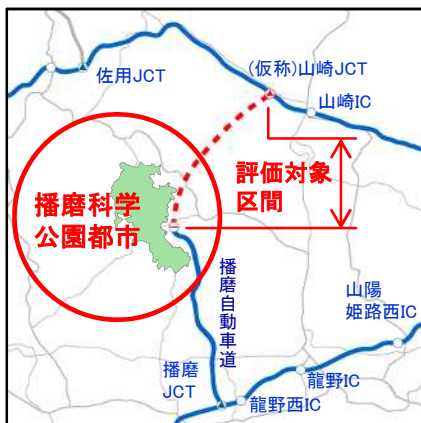 佐用JCT
(仮称)山崎JCT
山崎IC
評価対象
区間
播磨科学
公園都市
播磨自動車道
山陽
姫路西IC
播磨
JCT
龍野IC
龍野西IC